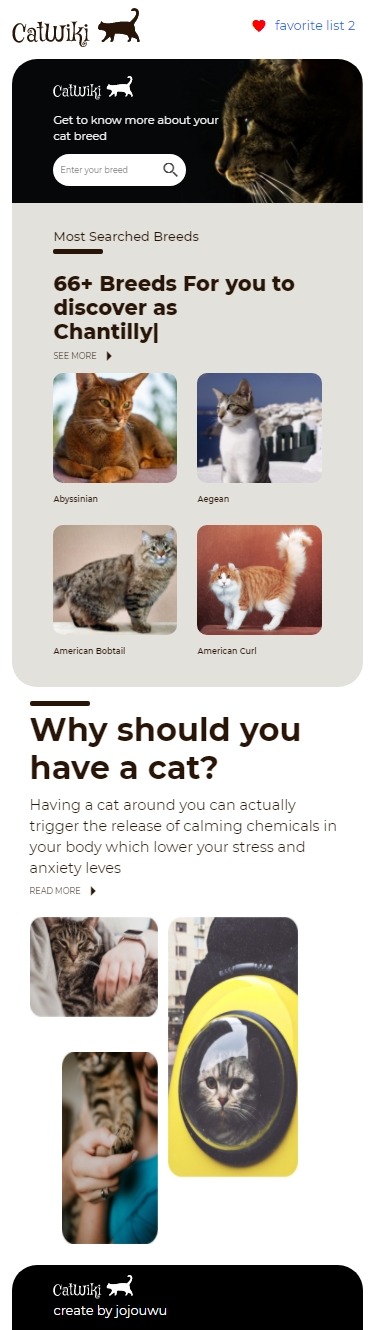 CatWiki
favorite list 2
CatWiki
Get to know more about your
cat breed
Enter your breed
Most Searched Breeds
66+ Breeds For you to
discover as
Chantilly|
SEE MORE
Abyssinian
Aegean
American Bobtail
American Curl
Why should you
have a cat?
Having a cat around you can actually
trigger the release of calming chemicals in
your body which lower your stress and
anxiety leves
READ MORE
CatWiki
create by jojouwu